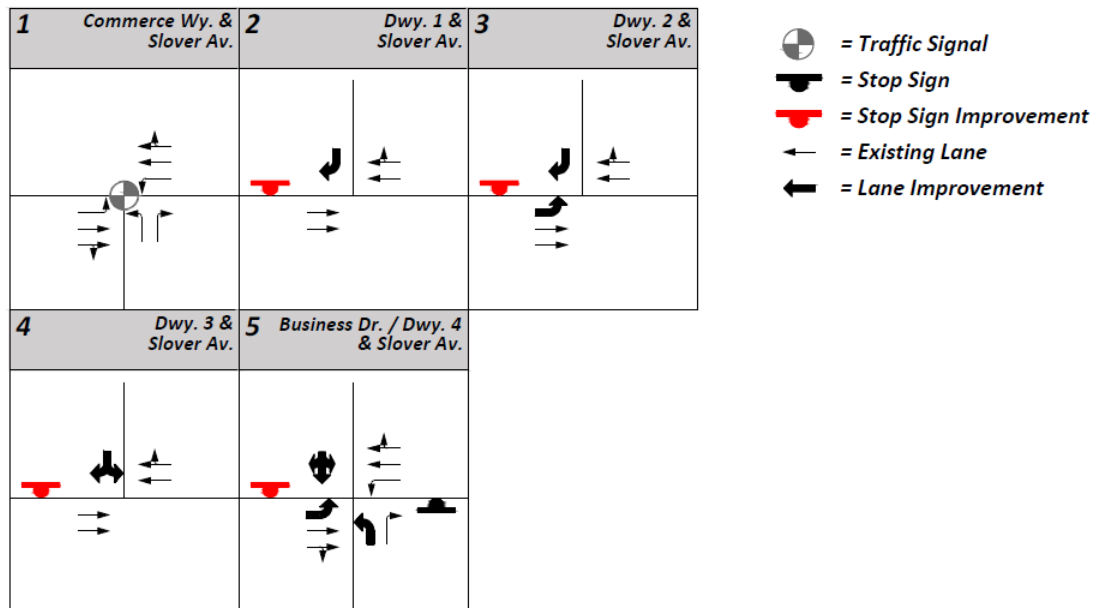 1
Commerce Wy. &
Slover Av.
2
Dwy. 1 &
Slover Av.
3
Dwy. 2 &
Slover Av.
= Traffic Signal
= Stop Sign
= Stop Sign Improvement
= Existing Lane
= Lane Improvement
4
Dwy. 3 &
Slover Av.
5
Business Dr. / Dwy. 4
& Slover Av.